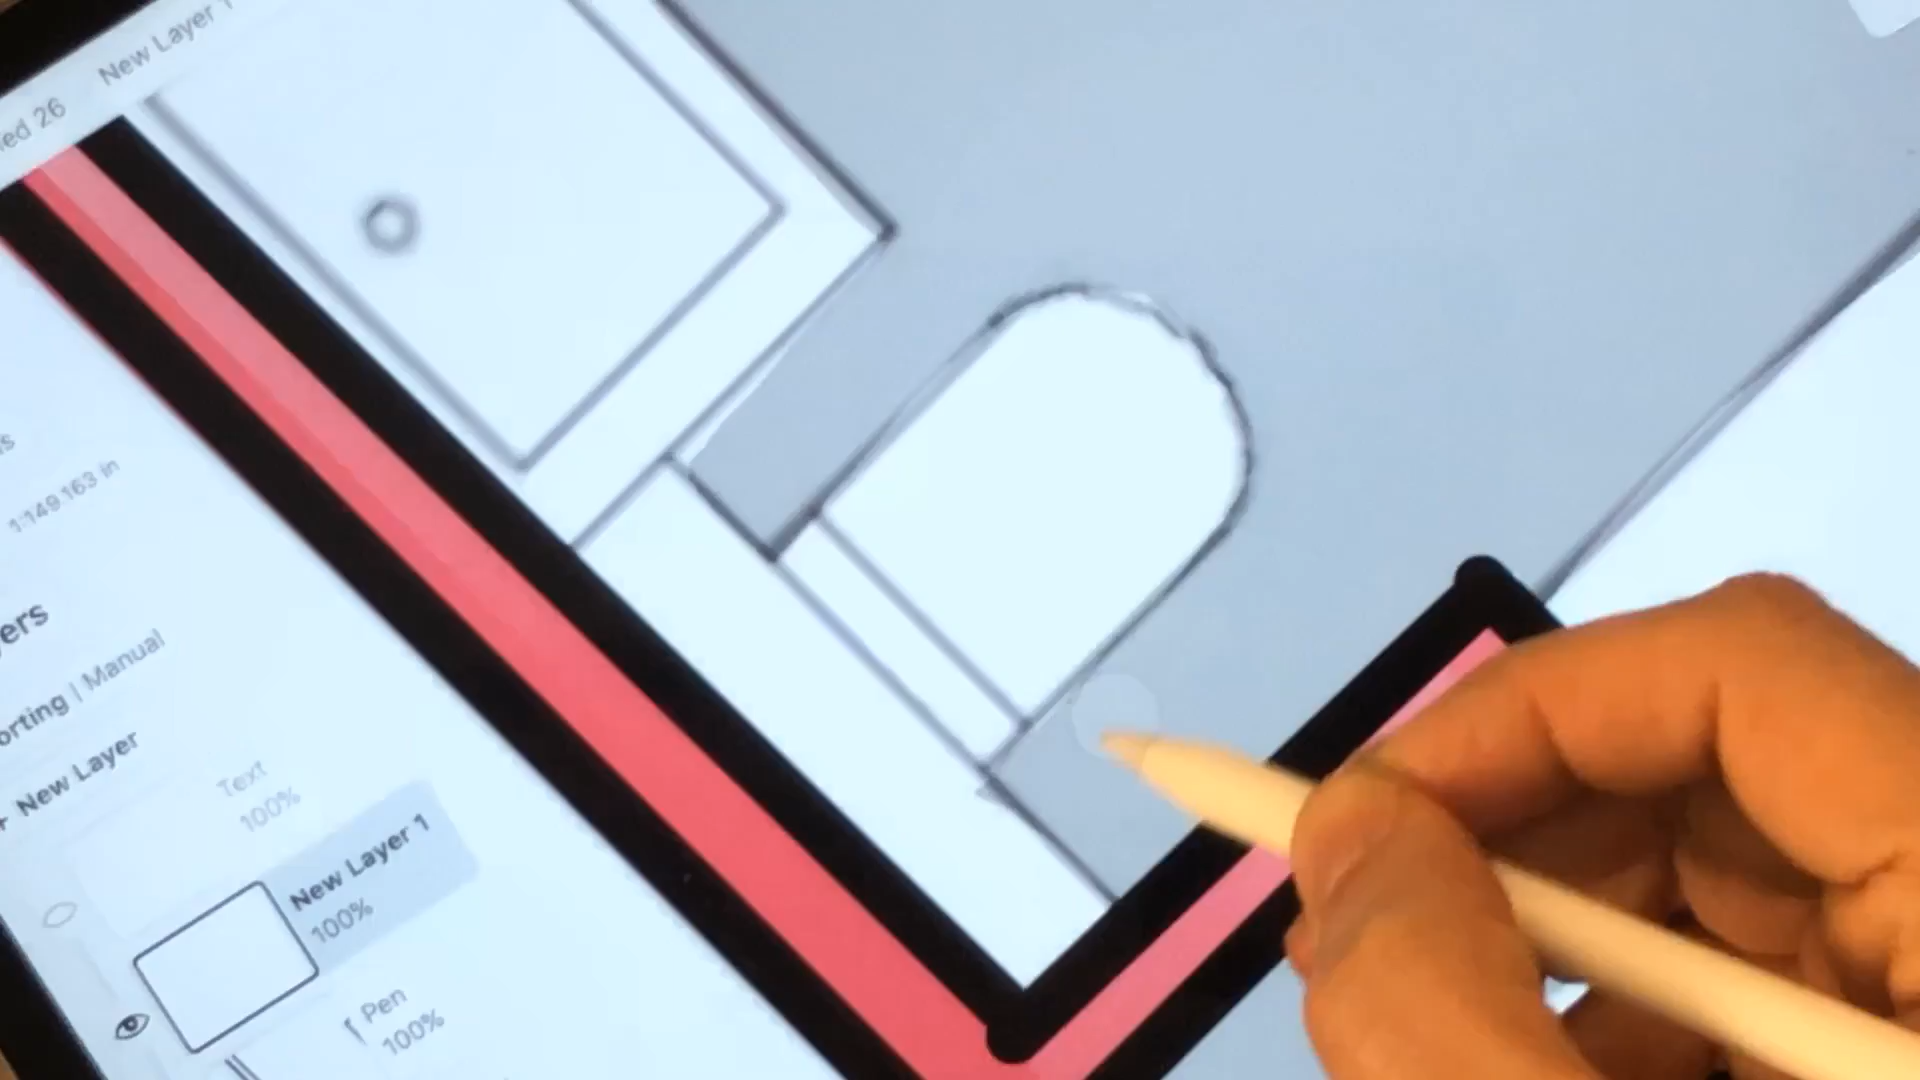 New Layer 1
ed 26
s
1:149.163 in
ers
orting | Manual
+ New Layer
Text
100%
New Layer 1
100%
Pen
100%